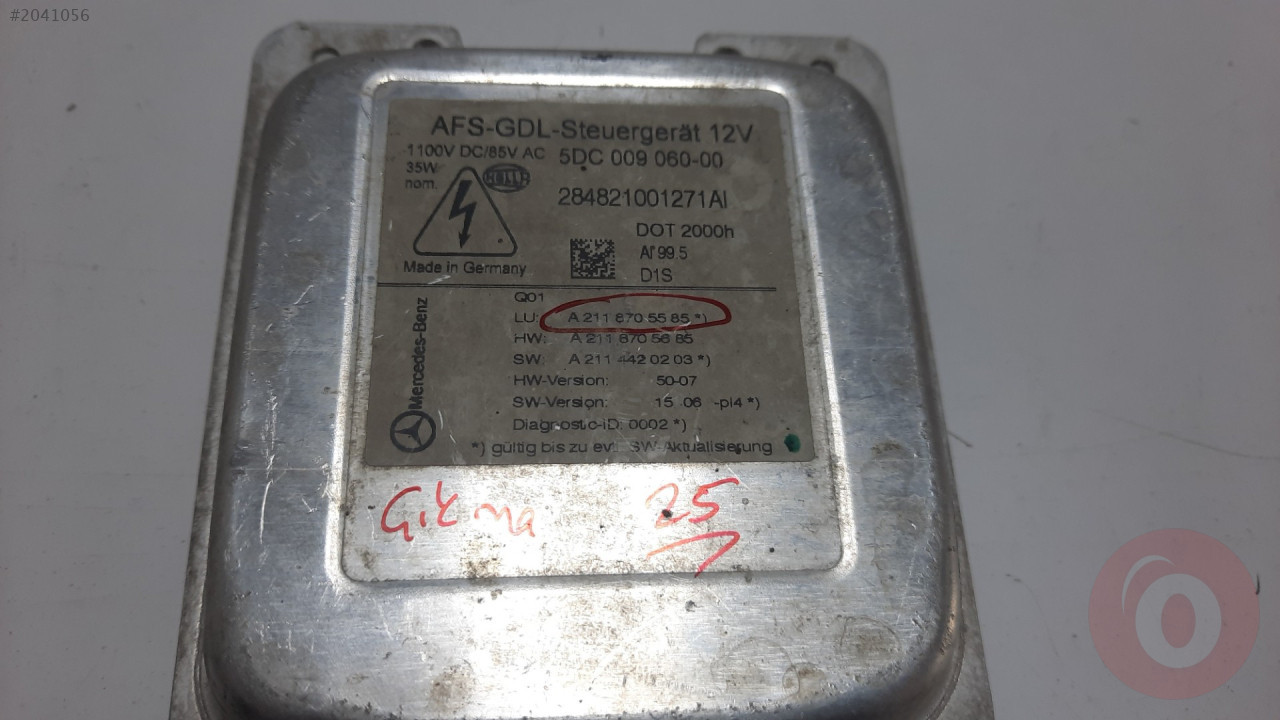 #2041056
AFS-GDL-Steuergerät 12V
1100V DC/85V AC 5DC 009 060-00
35W
nom.
HELLA
284821001271AI
DOT 2000h
Al 99.5
D1S
Made in Germany
Mercedes-Benz
Q01
LU: A 211 870 55 85 *)
HW: A 211 870 56 85
SW: A 211 442 02 03 *)
HW-Version: 50-07
SW-Version: 15 06 -pl4 *)
Diagnostic-ID: 0002 *)
*) gültig bis zu evt. SW-Aktualisierung
Gıkma 25